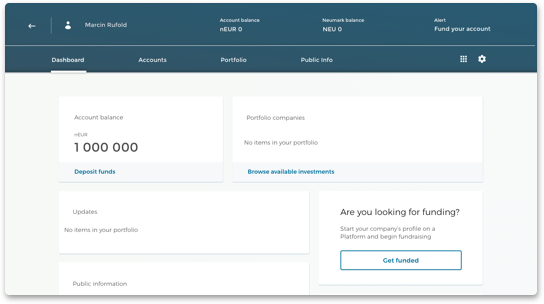 Marcin Rufold
Account balance
nEUR 0
Neumark balance
NEU 0
Alert
Fund your account
Dashboard
Accounts
Portfolio
Public Info
Account balance
nEUR
1 000 000
Deposit funds
Portfolio companies
No items in your portfolio
Browse available investments
Updates
No items in your portfolio
Are you looking for funding?
Start your company's profile on a
Platform and begin fundraising
Get funded
Public information